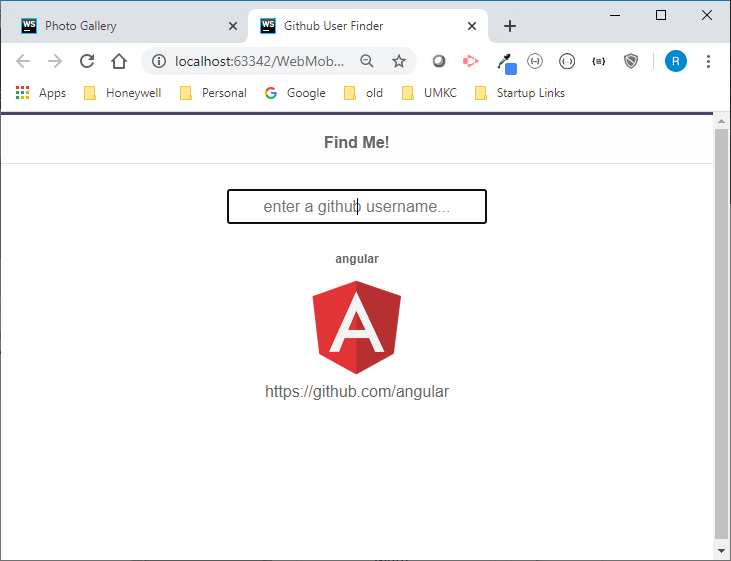 WS Photo Gallery
WS Github User Finder
localhost:63342/WebMob...
R
Apps Honeywell Personal Google old UMKC Startup Links
Find Me!
enter a github username...
angular
A
https://github.com/angular